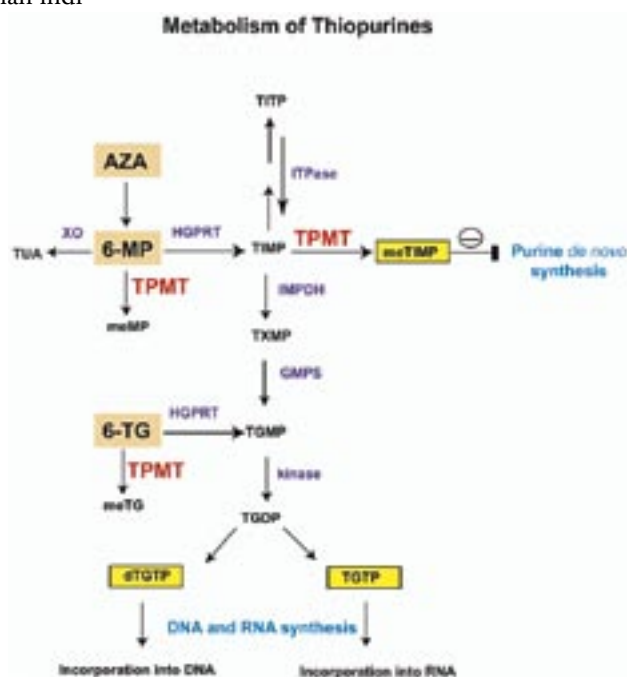 Metabolism of Thiopurines
TITP
AZA
ITPase
XO
HGPRT
TPMT
TUA
6-MP
TIMP
meTIMP
Purine de novo
synthesis
TPMT
IMPDH
meMP
TXMP
GMPS
HGPRT
6-TG
TGMP
TPMT
kinase
meTG
TGDP
dTGTP
TGTP
DNA and RNA synthesis
Incorporation into DNA
Incorporation into RNA